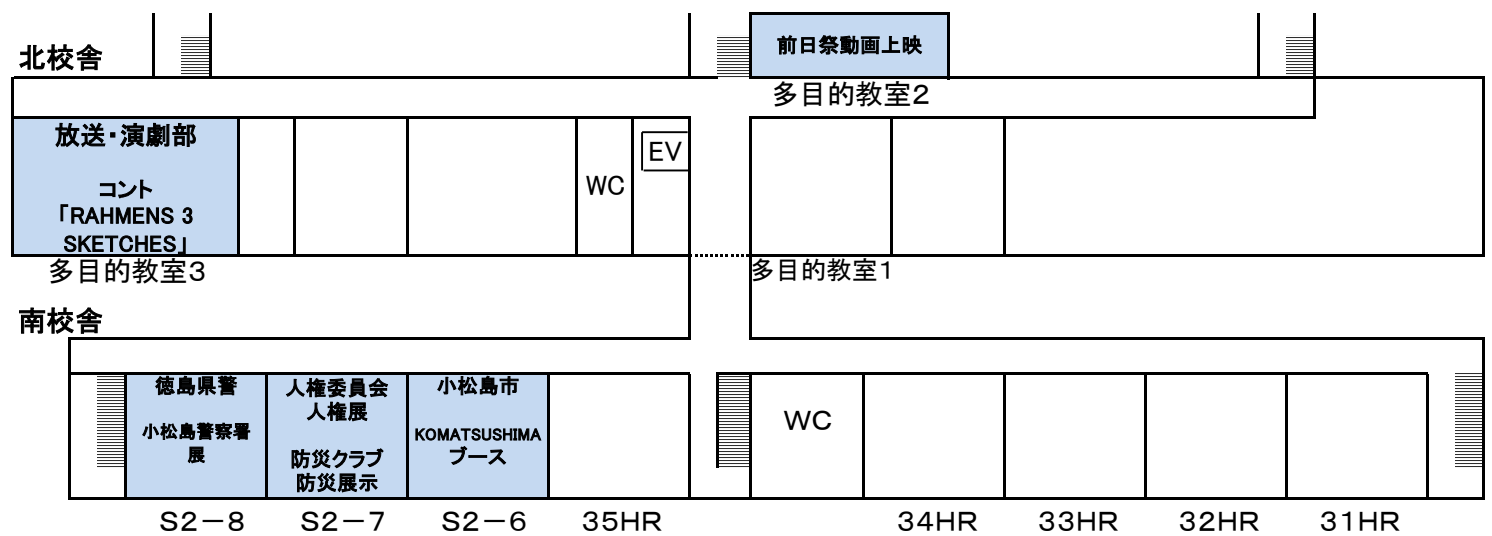 北校舎
前日祭動画上映
多目的教室2
放送・演劇部
コント
「RAHMENS 3
SKETCHES」
WC
EV
多目的教室3
多目的教室1
南校舎
徳島県警
小松島警察署
展
人権委員会
人権展
防災クラブ
防災展示
小松島市
KOMATSUSHIMA
ブース
WC
S2－8
S2－7
S2－6
35HR
34HR
33HR
32HR
31HR